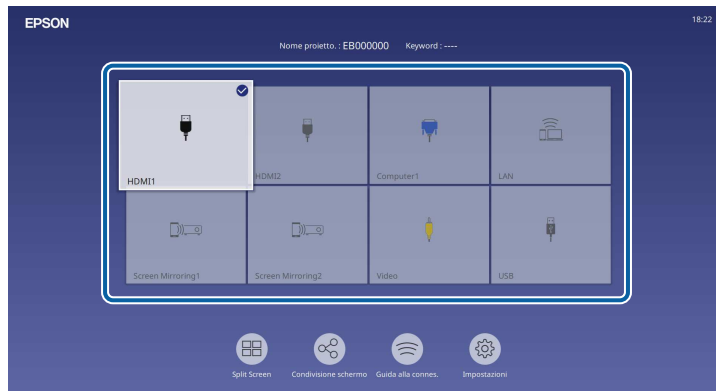 EPSON
18:22
Nome proietto. : EB000000 Keyword : ----
HDMI1
HDMI2
Computer1
LAN
Screen Mirroring1
Screen Mirroring2
Video
USB
Split Screen
Condivisione schermo
Guida alla connes.
Impostazioni